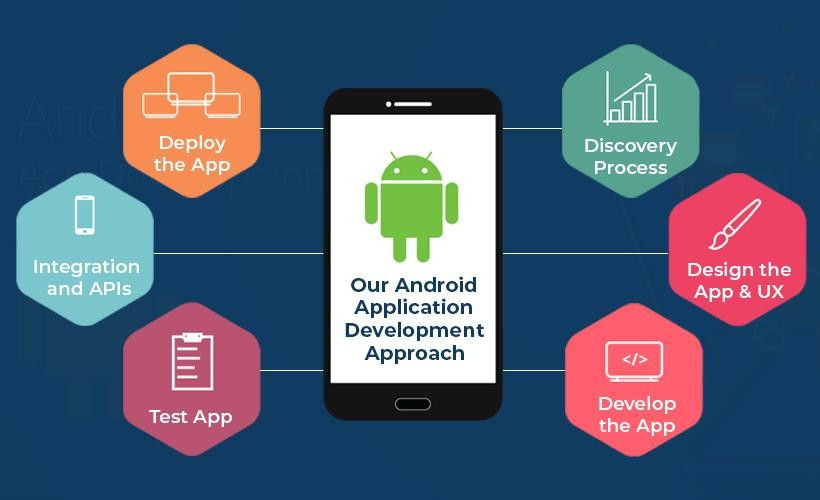 Deploy
the App
Discovery
Process
Integration
and APIs
Design the
App & UX
Our Android
Application
Development
Approach
Test App
</>
Develop
the App